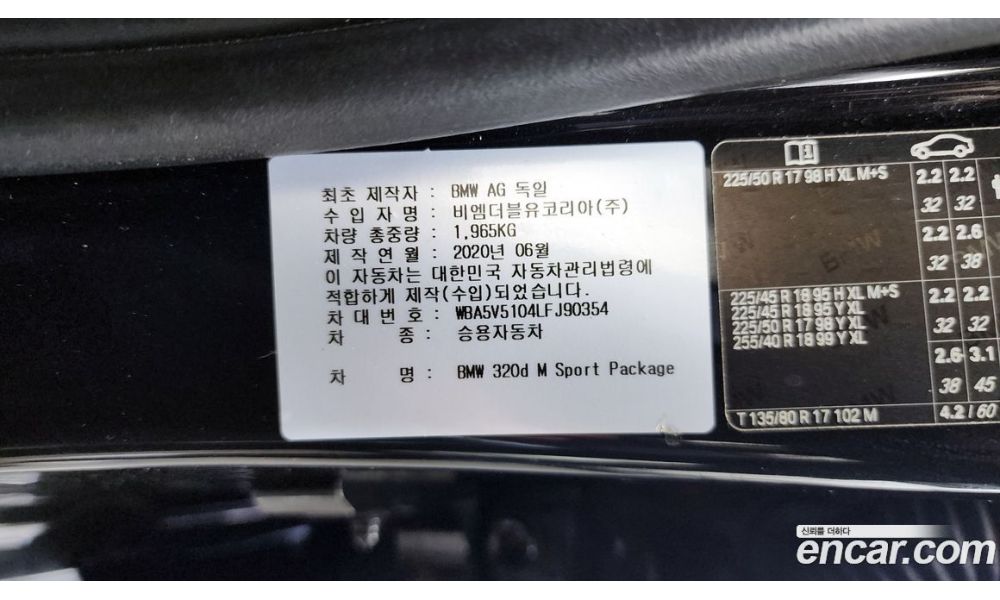 최초 제작자 : BMW AG 독일
수 입 자 명 : 비엠더블유코리아(주)
차량 총중량 : 1,965KG
제 작 연 월 : 2020년 06월
이 자동차는 대한민국 자동차관리법령에
적합하게 제작(수입)되었습니다.
차 대 번 호 : WBA5V5104LFJ90354
차 종 : 승용자동차
차 명 : BMW 320d M Sport Package
225/50 R 17 98 H XL M+S 2.2 2.2
32 32
2.2 2.6
32 38
225/45 R 18 95 H XL M+S 2.2 2.2
225/45 R 18 95 Y XL
225/50 R 17 98 Y XL 32 32
255/40 R 18 99 Y XL 2.6 3.1
38 45
T 135/80 R 17 102 M 4.2 / 60
신뢰를 더하다
encar.com